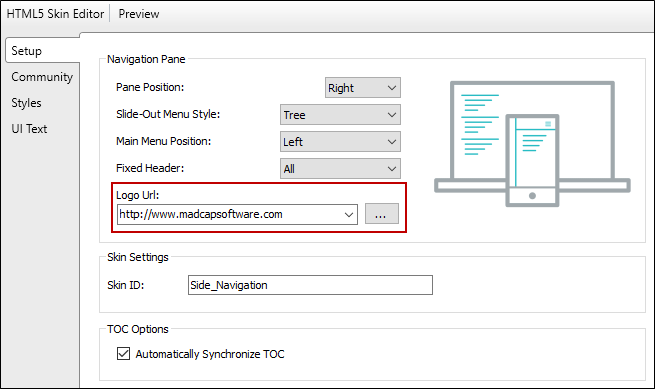 HTML5 Skin Editor Preview
Setup
Community
Styles
UI Text
Navigation Pane
Pane Position: Right
Slide-Out Menu Style: Tree
Main Menu Position: Left
Fixed Header: All
Logo Url:
http://www.madcapsoftware.com ...
Skin Settings
Skin ID: Side_Navigation
TOC Options
Automatically Synchronize TOC